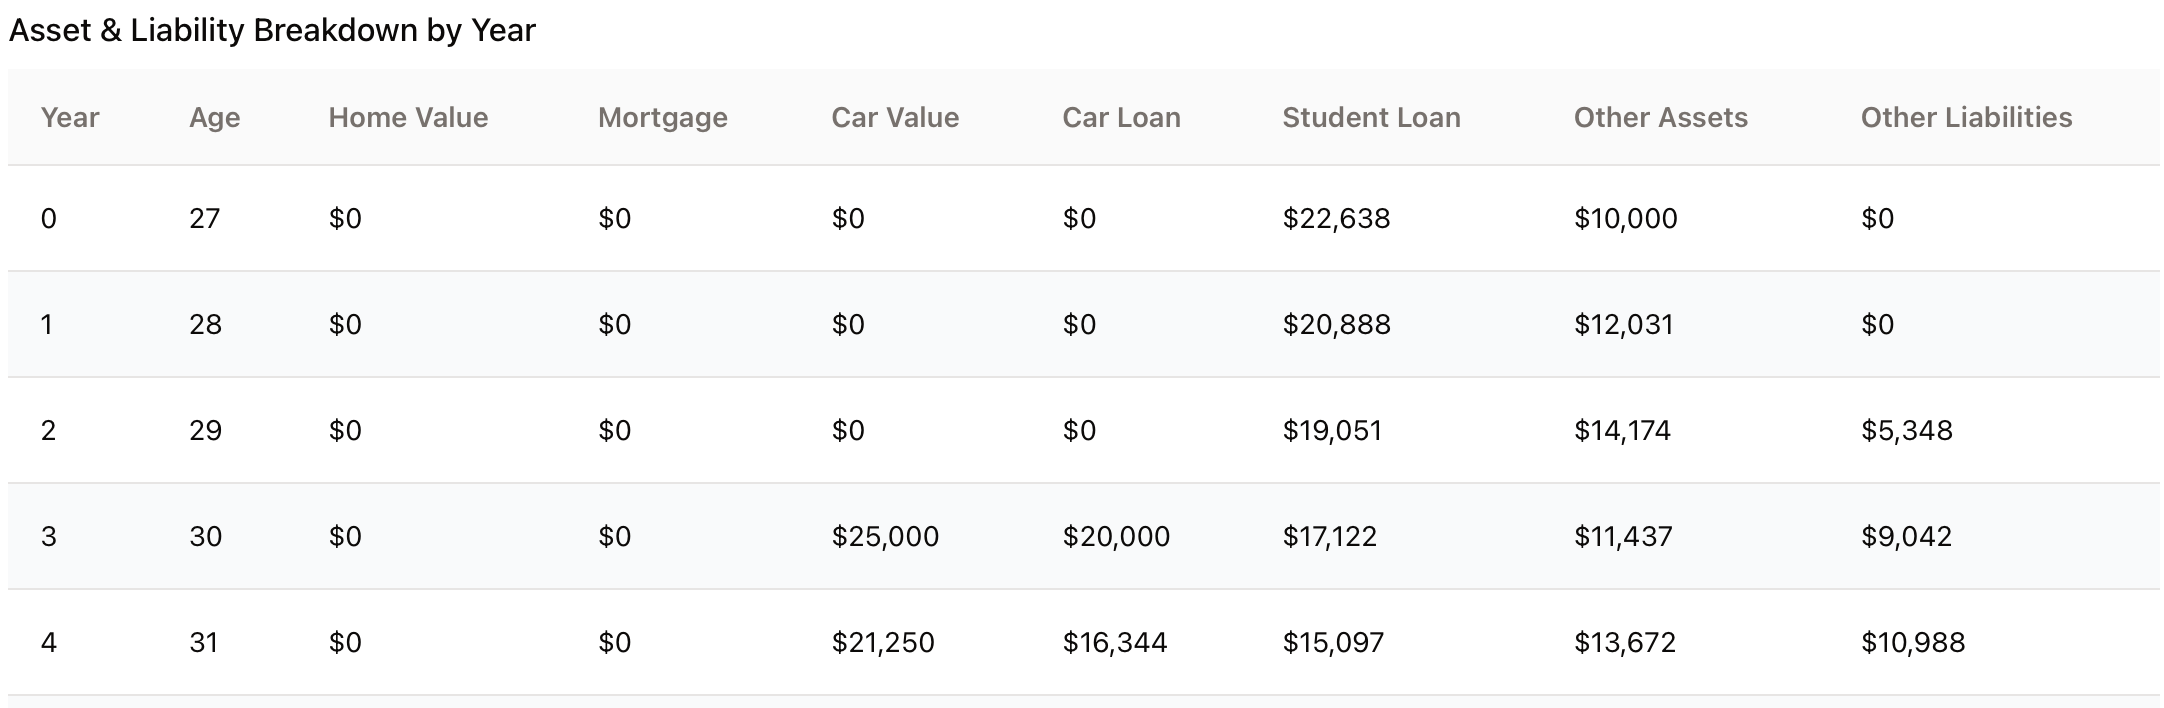 Asset & Liability Breakdown by Year
Year Age Home Value Mortgage Car Value Car Loan Student Loan Other Assets Other Liabilities
0 27 $0 $0 $0 $0 $22,638 $10,000 $0
1 28 $0 $0 $0 $0 $20,888 $12,031 $0
2 29 $0 $0 $0 $0 $19,051 $14,174 $5,348
3 30 $0 $0 $25,000 $20,000 $17,122 $11,437 $9,042
4 31 $0 $0 $21,250 $16,344 $15,097 $13,672 $10,988